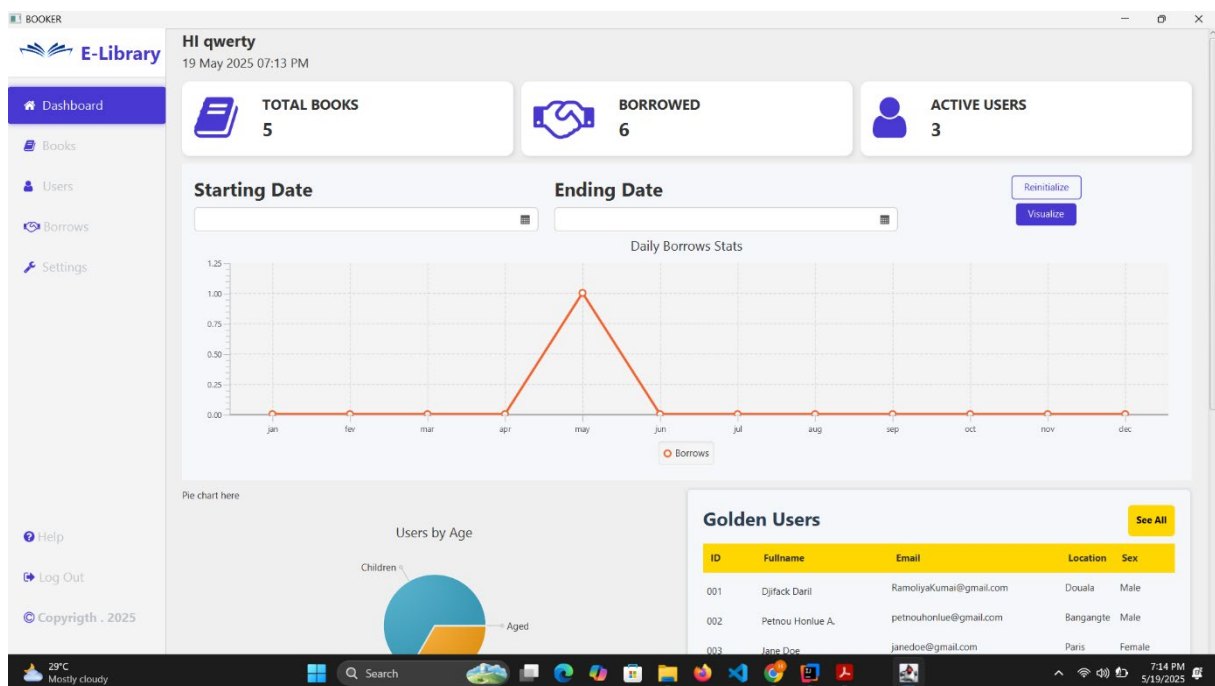 BOOKER
E-Library
HI qwerty
19 May 2025 07:13 PM
Dashboard
Books
Users
Borrows
Settings
Help
Log Out
© Copyrigth . 2025
TOTAL BOOKS
5
BORROWED
6
ACTIVE USERS
3
Starting Date
Ending Date
Reinitialize
Visualize
Daily Borrows Stats
1.25
1.00
0.75
0.50
0.25
0.00
jan fev mar apr may jun jul aug sep oct nov dec
Borrows
Pie chart here
Users by Age
Children
Aged
Golden Users
See All
ID Fullname Email Location Sex
001 Djifack Daril RamoliyaKumai@gmail.com Douala Male
002 Petnou Honlue A. petnouhonlue@gmail.com Bangangte Male
003 Jane Doe janedoe@gmail.com Paris Female
29°C
Mostly cloudy
Search
7:14 PM
5/19/2025